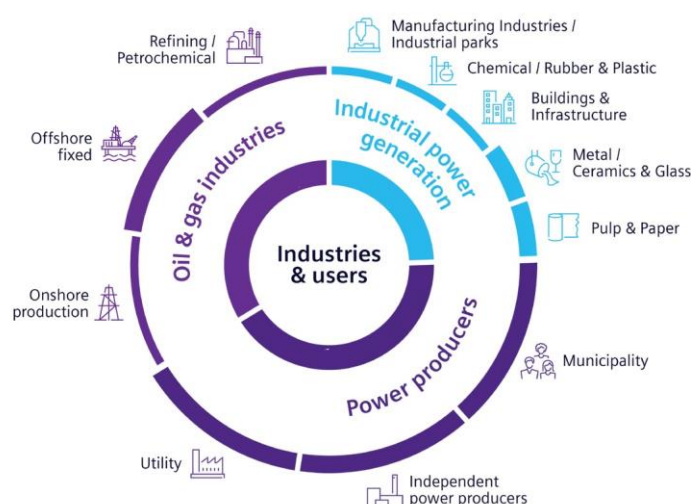 Industries
& users
Industrial power
generation
Manufacturing Industries /
Industrial parks
Chemical / Rubber & Plastic
Buildings &
Infrastructure
Metal /
Ceramics & Glass
Pulp & Paper
Power producers
Municipality
Independent
power producers
Utility
Oil & gas industries
Onshore
production
Offshore
fixed
Refining /
Petrochemical